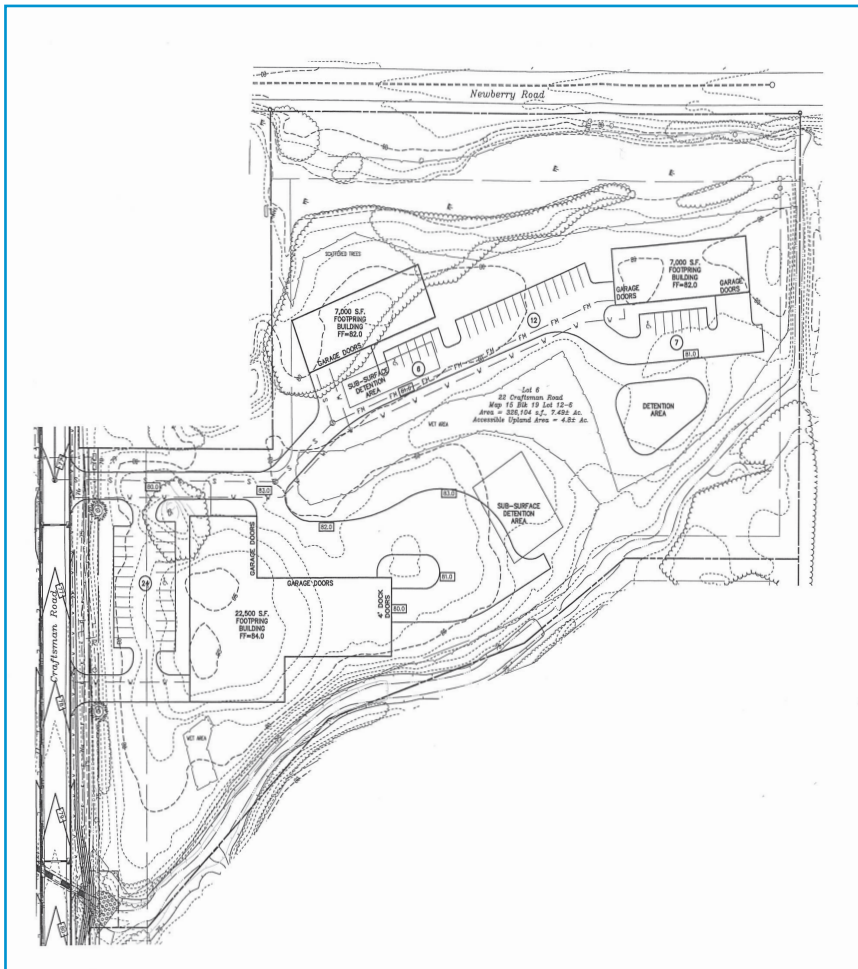 Newberry Road
SCATTERED TREES
7,000 S.F.
FOOTPRING
BUILDING
FF=82.0
GARAGE DOORS
7,000 S.F.
FOOTPRING
BUILDING
FF=82.0
GARAGE
DOORS
GARAGE
DOORS
12
7
81.0
SUB-SURFACE
DETENTION
AREA
Lot 6
22 Craftsman Road
Map 15 Blk 19 Lot 12-6
Area = 326,104 s.f., 7.49± Ac.
Accessible Upland Area = 4.8± Ac.
WET AREA
DETENTION
AREA
SUB-SURFACE
DETENTION
AREA
80.0
83.0
82.0
83.0
81.0
80.0
GARAGE DOORS
GARAGE DOORS
4' DOCK
DOORS
24
22,500 S.F.
FOOTPRING
BUILDING
FF=84.0
Craftsman Road
WET AREA